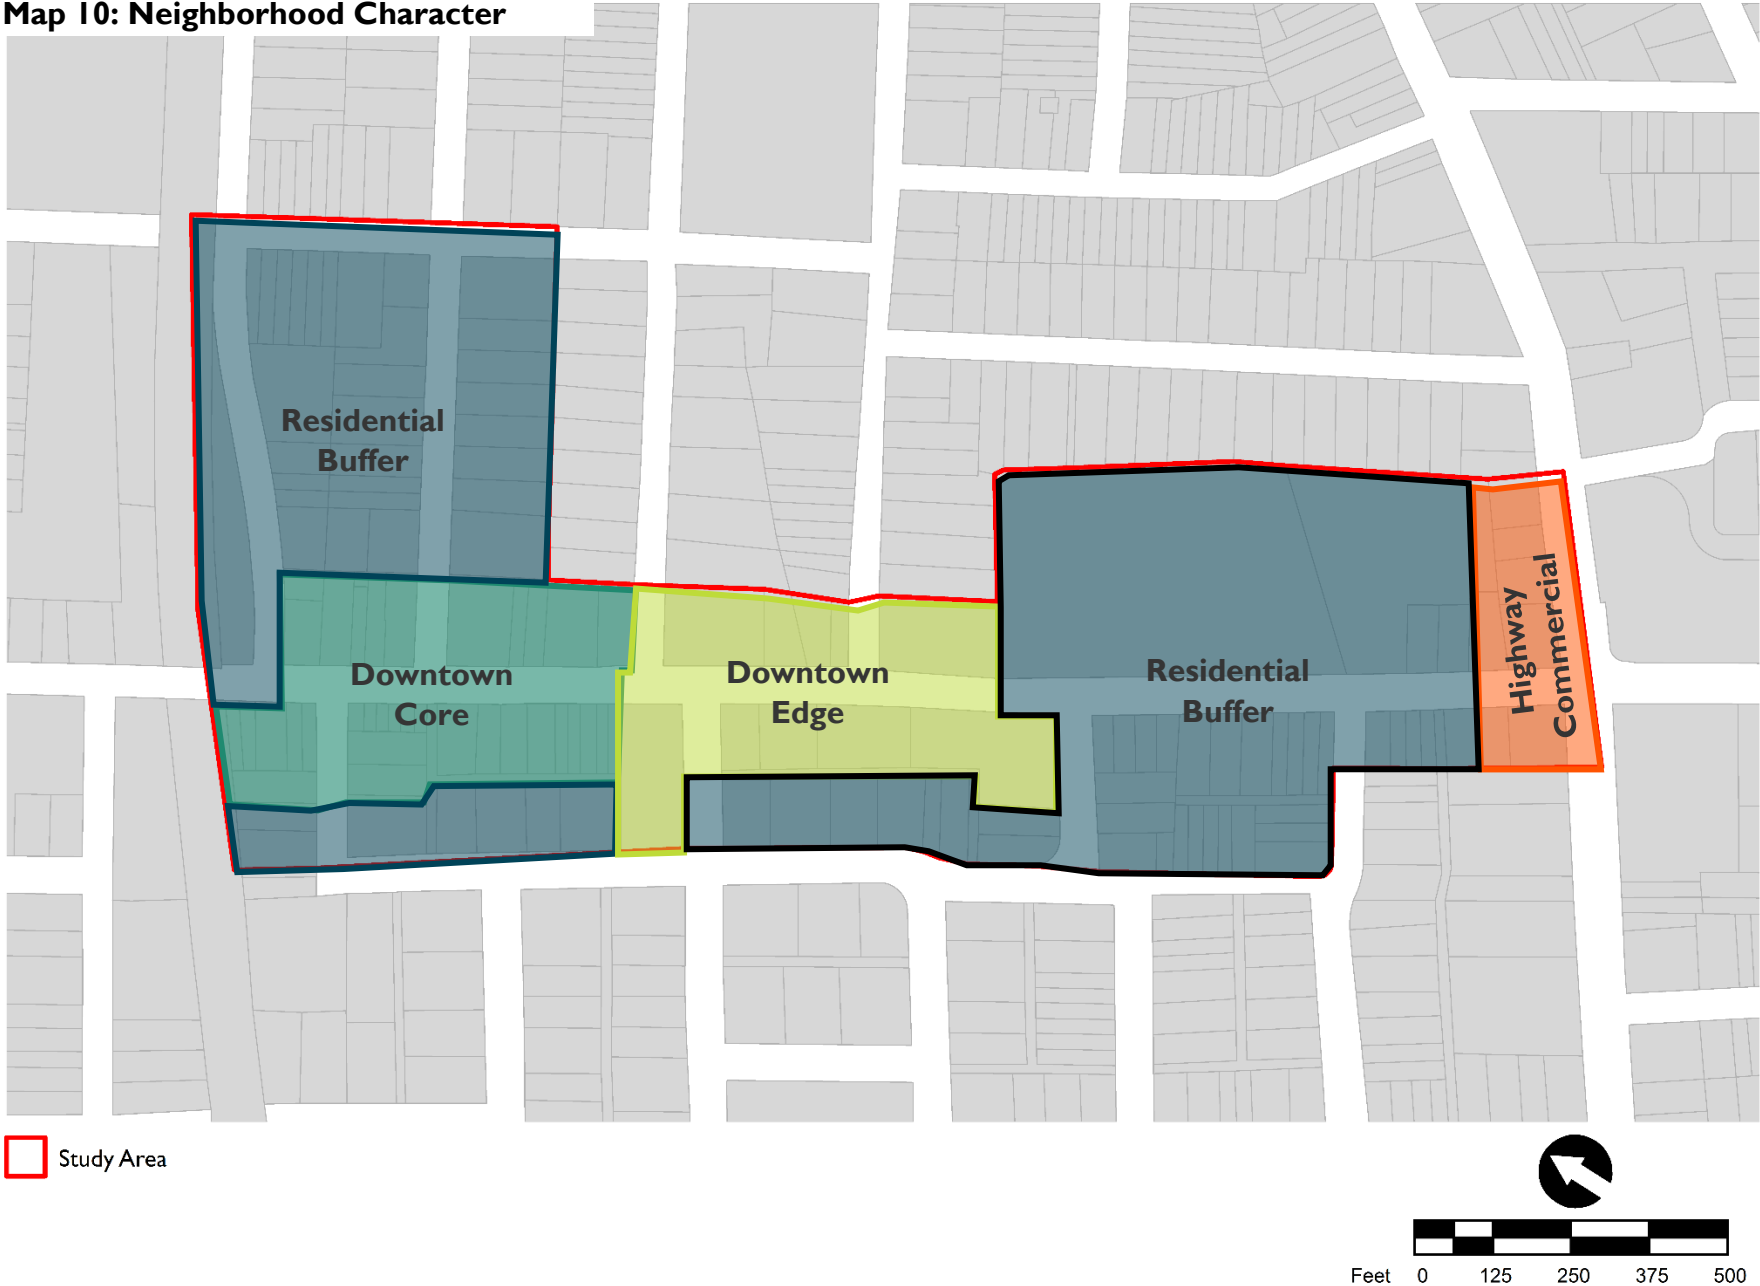 Map 10: Neighborhood Character
Residential
Buffer
Downtown
Core
Downtown
Edge
Residential
Buffer
Highway
Commercial
Study Area
Feet 0 125 250 375 500